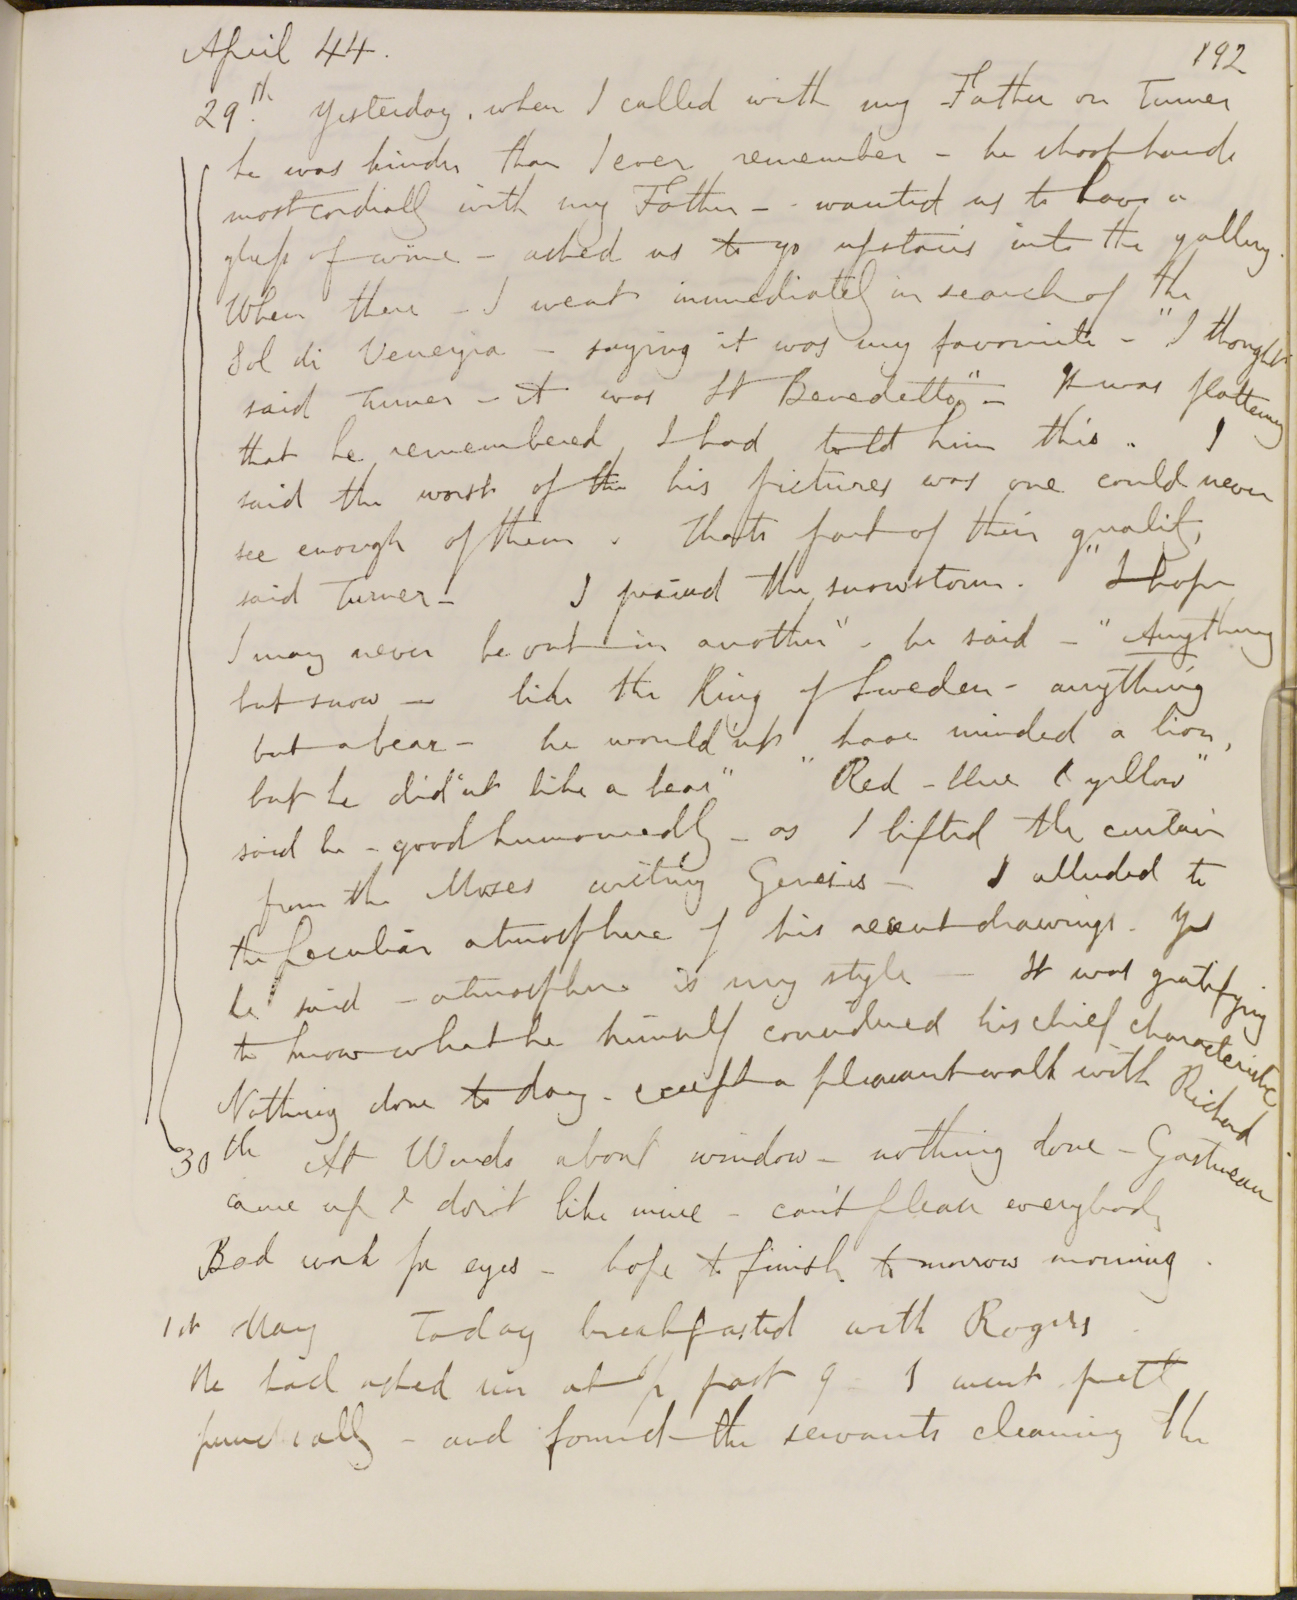 April 44.
192
29th. Yesterday, when I called with my Father on Turner
he was kinder than I ever remember - he shook hands
most cordially with my Father - - wanted us to have a
glass of wine - asked us to go upstairs into the gallery.
When there - I went immediately in search of the
Sol di Venezia - saying it was my favourite - "I thought
said Turner - it was St Benedetto" - It was flattering
that he remembered I had told him this. I
said the worst of the his pictures was one could never
see enough of them. Thats part of their quality,
said Turner - I praised the snowstorm. "I hope
I may never be out in another". he said - "Anything
but snow - like the King of Sweden - anything
but a bear - he would'nt have minded a lion,
but he did'nt like a bear" "Red - blue & yellow"
said he - good humouredly - as I lifted the curtain
from the Moses writing Genesis - I alluded to
the peculiar atmosphere of his recent drawings. Yes
he said - atmosphere is my style - It was gratifying
to know what he himself considered his chief characteristic
Nothing done to day - except a pleasant walk with Richard
30th At Wards about window - nothing done - Gastineau
came up & don't like mine - can't please everybody
Bad work for eyes - hope to finish to morrow morning.
1st May Today breakfasted with Rogers.
He had asked me at 1/2 past 9 - I went pretty
punctually - and found the servants cleaning the